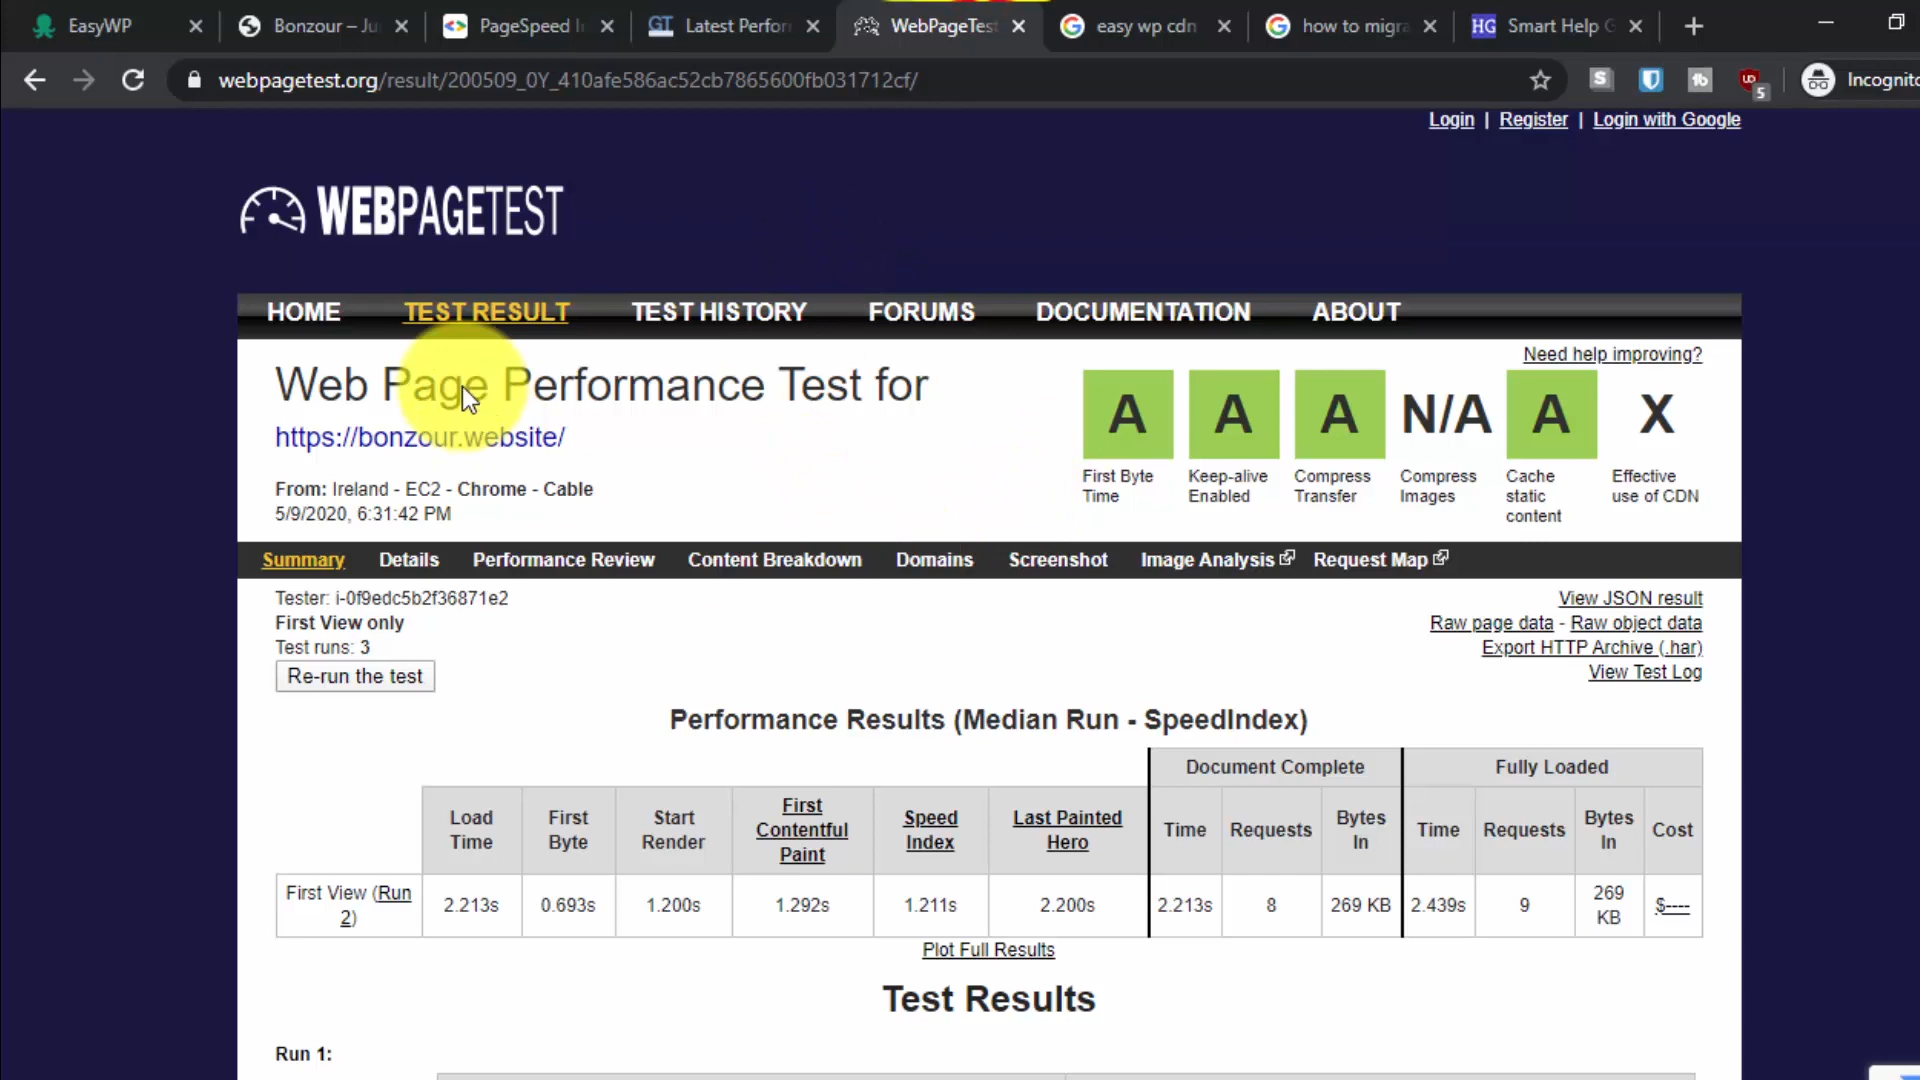 EasyWP
Bonzour – Ju
PageSpeed I
Latest Perfor
WebPageTest
easy wp cdn
how to migra
HG Smart Help G
webpagetest.org/result/200509_0Y_410afe586ac52cb7865600fb031712cf/
5
Incognito
Login | Register | Login with Google
WEBPAGETEST
HOME TEST RESULT TEST HISTORY FORUMS DOCUMENTATION ABOUT
Need help improving?
Web Page Performance Test for
https://bonzour.website/
From: Ireland - EC2 - Chrome - Cable
5/9/2020, 6:31:42 PM
A A A N/A A X
First Byte Time
Keep-alive Enabled
Compress Transfer
Compress Images
Cache static content
Effective use of CDN
Summary Details Performance Review Content Breakdown Domains Screenshot Image Analysis Request Map
Tester: i-0f9edc5b2f36871e2
First View only
Test runs: 3
Re-run the test
View JSON result
Raw page data - Raw object data
Export HTTP Archive (.har)
View Test Log
Performance Results (Median Run - SpeedIndex)
Document Complete Fully Loaded
Load Time First Byte Start Render First Contentful Paint Speed Index Last Painted Hero Time Requests Bytes In Time Requests Bytes In Cost
First View (Run 2) 2.213s 0.693s 1.200s 1.292s 1.211s 2.200s 2.213s 8 269 KB 2.439s 9 269 KB $----
Plot Full Results
Test Results
Run 1: